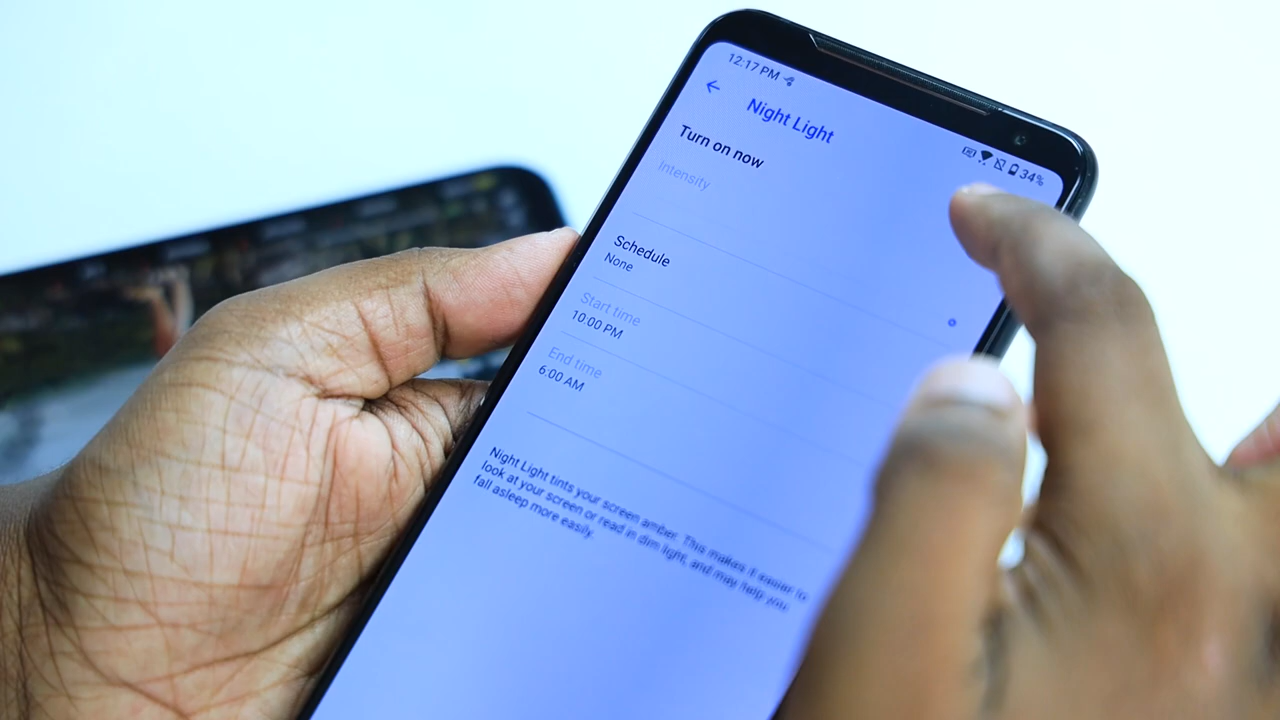 12:17 PM
34%
Night Light
Turn on now
Intensity
Schedule
None
Start time
10:00 PM
End time
6:00 AM
Night Light tints your screen amber. This makes it easier to
look at your screen or read in dim light, and may help you
fall asleep more easily.